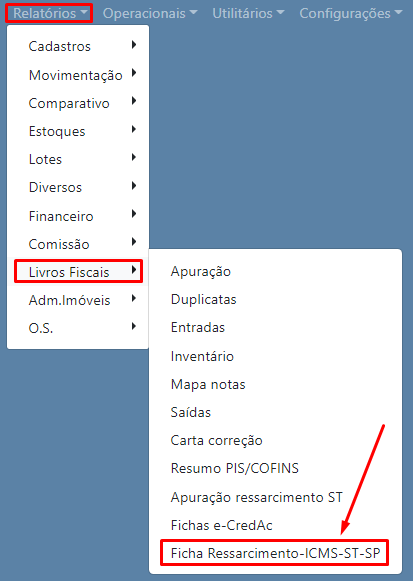 Relatórios Operacionais Utilitários Configurações
Cadastros
Movimentação
Comparativo
Estoques
Lotes
Diversos
Financeiro
Comissão
Livros Fiscais
Adm.Imóveis
O.S.
Apuração
Duplicatas
Entradas
Inventário
Mapa notas
Saídas
Carta correção
Resumo PIS/COFINS
Apuração ressarcimento ST
Fichas e-CredAc
Ficha Ressarcimento-ICMS-ST-SP